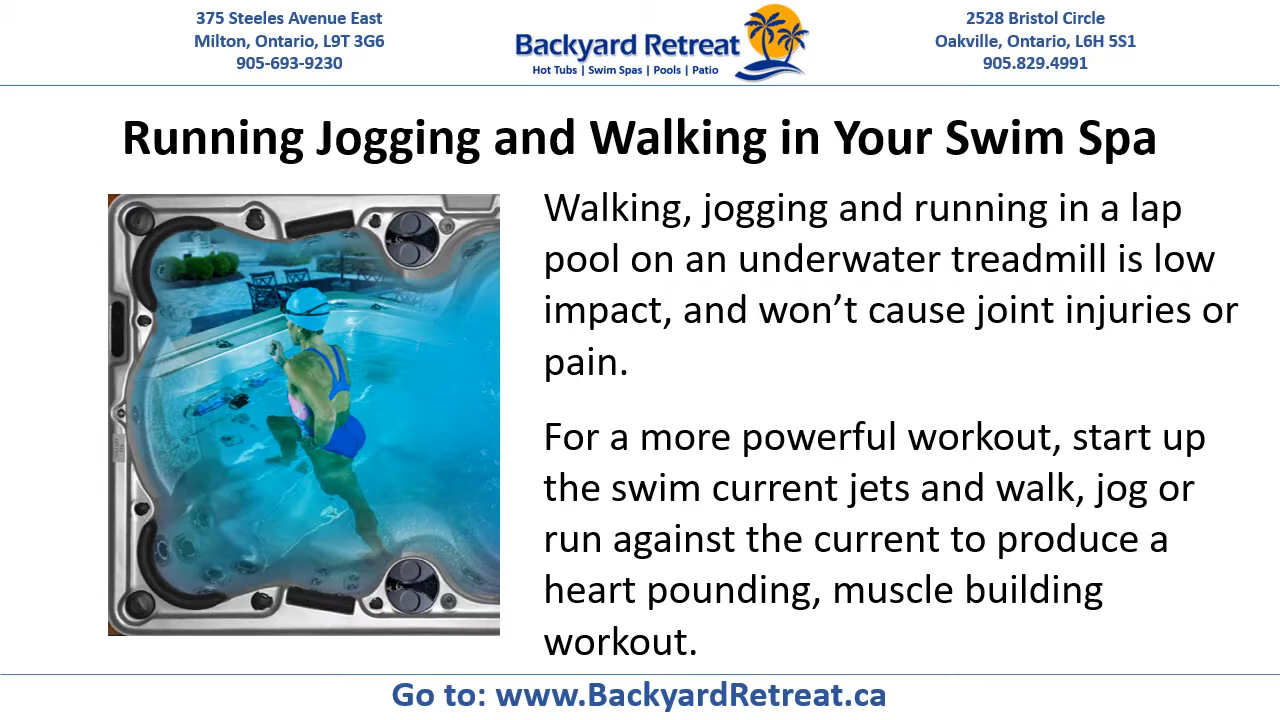 375 Steeles Avenue East
Milton, Ontario, L9T 3G6
905-693-9230
Backyard Retreat
Hot Tubs | Swim Spas | Pools | Patio
2528 Bristol Circle
Oakville, Ontario, L6H 5S1
905.829.4991
Running Jogging and Walking in Your Swim Spa
Walking, jogging and running in a lap
pool on an underwater treadmill is low
impact, and won’t cause joint injuries or
pain.
For a more powerful workout, start up
the swim current jets and walk, jog or
run against the current to produce a
heart pounding, muscle building
workout.
Go to: www.BackyardRetreat.ca